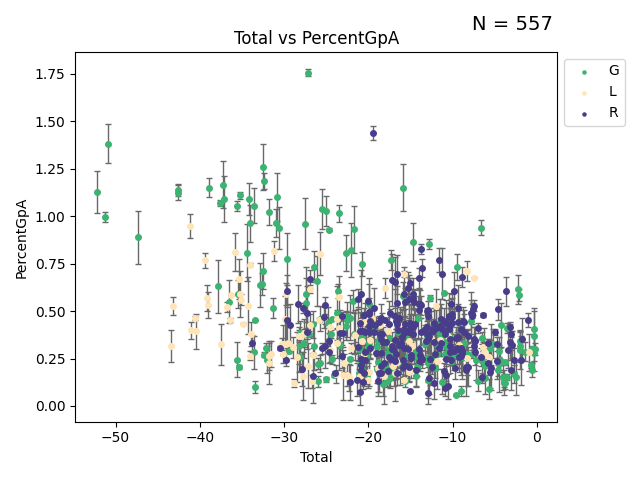 N = 557
Total vs PercentGpA
G
L
R
PercentGpA
1.75
1.50
1.25
1.00
0.75
0.50
0.25
0.00
−50 −40 −30 −20 −10 0
Total